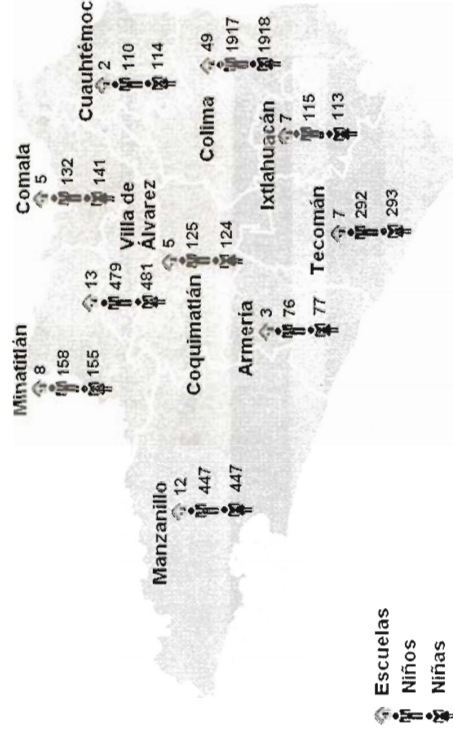 Minatitlán
8
158
155
Comala
5
132
141
Cuauhtémoc
2
110
114
Villa de
Álvarez
13
479
481
Colima
49
1917
1918
Coquimatlán
5
125
124
Ixtlahuacán
7
115
113
Manzanillo
12
447
447
Armería
3
76
77
Tecomán
7
292
293
Escuelas
Niños
Niñas